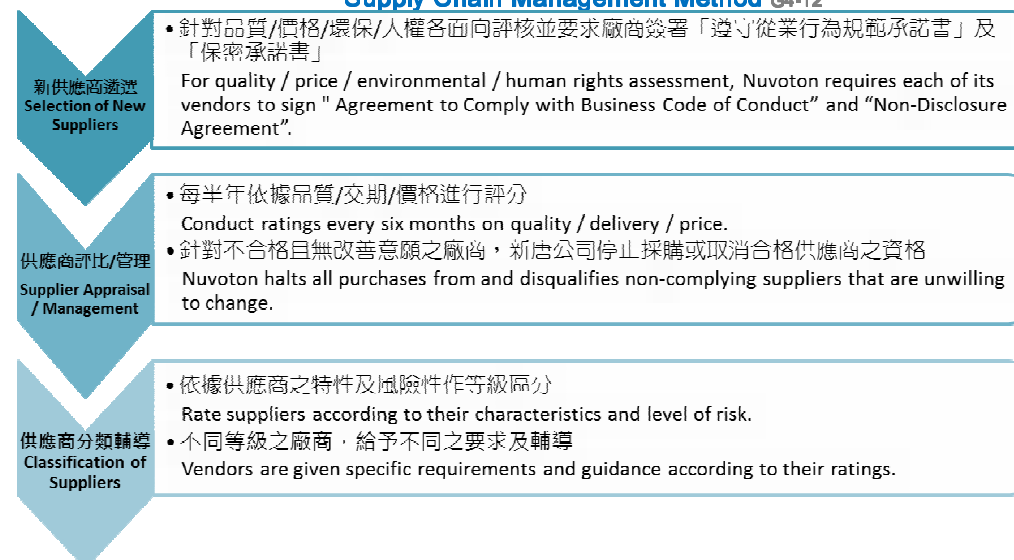 Supply Chain Management Method G4-12
新供應商遴選
Selection of New
Suppliers
• 針對品質/價格/環保/人權各面向評核並要求廠商簽署「遵守從業行為規範承諾書」及
「保密承諾書」
For quality / price / environmental / human rights assessment, Nuvoton requires each of its
vendors to sign " Agreement to Comply with Business Code of Conduct” and “Non-Disclosure
Agreement”.
供應商評比/管理
Supplier Appraisal
/ Management
• 每半年依據品質/交期/價格進行評分
Conduct ratings every six months on quality / delivery / price.
• 針對不合格且無改善意願之廠商，新唐公司停止採購或取消合格供應商之資格
Nuvoton halts all purchases from and disqualifies non-complying suppliers that are unwilling
to change.
供應商分類輔導
Classification of
Suppliers
• 依據供應商之特性及風險性作等級區分
Rate suppliers according to their characteristics and level of risk.
• 不同等級之廠商，給予不同之要求及輔導
Vendors are given specific requirements and guidance according to their ratings.